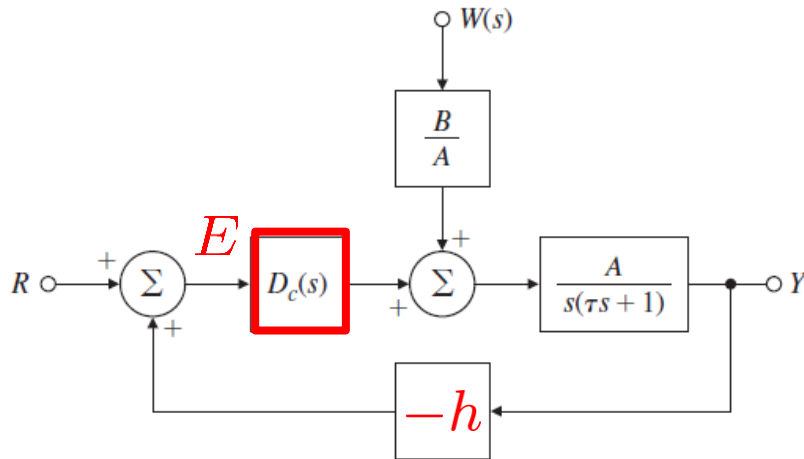 W(s)
B
A
E
+
+
R
Σ
D_c(s)
Σ
A
s(τs + 1)
Y
+
+
−h